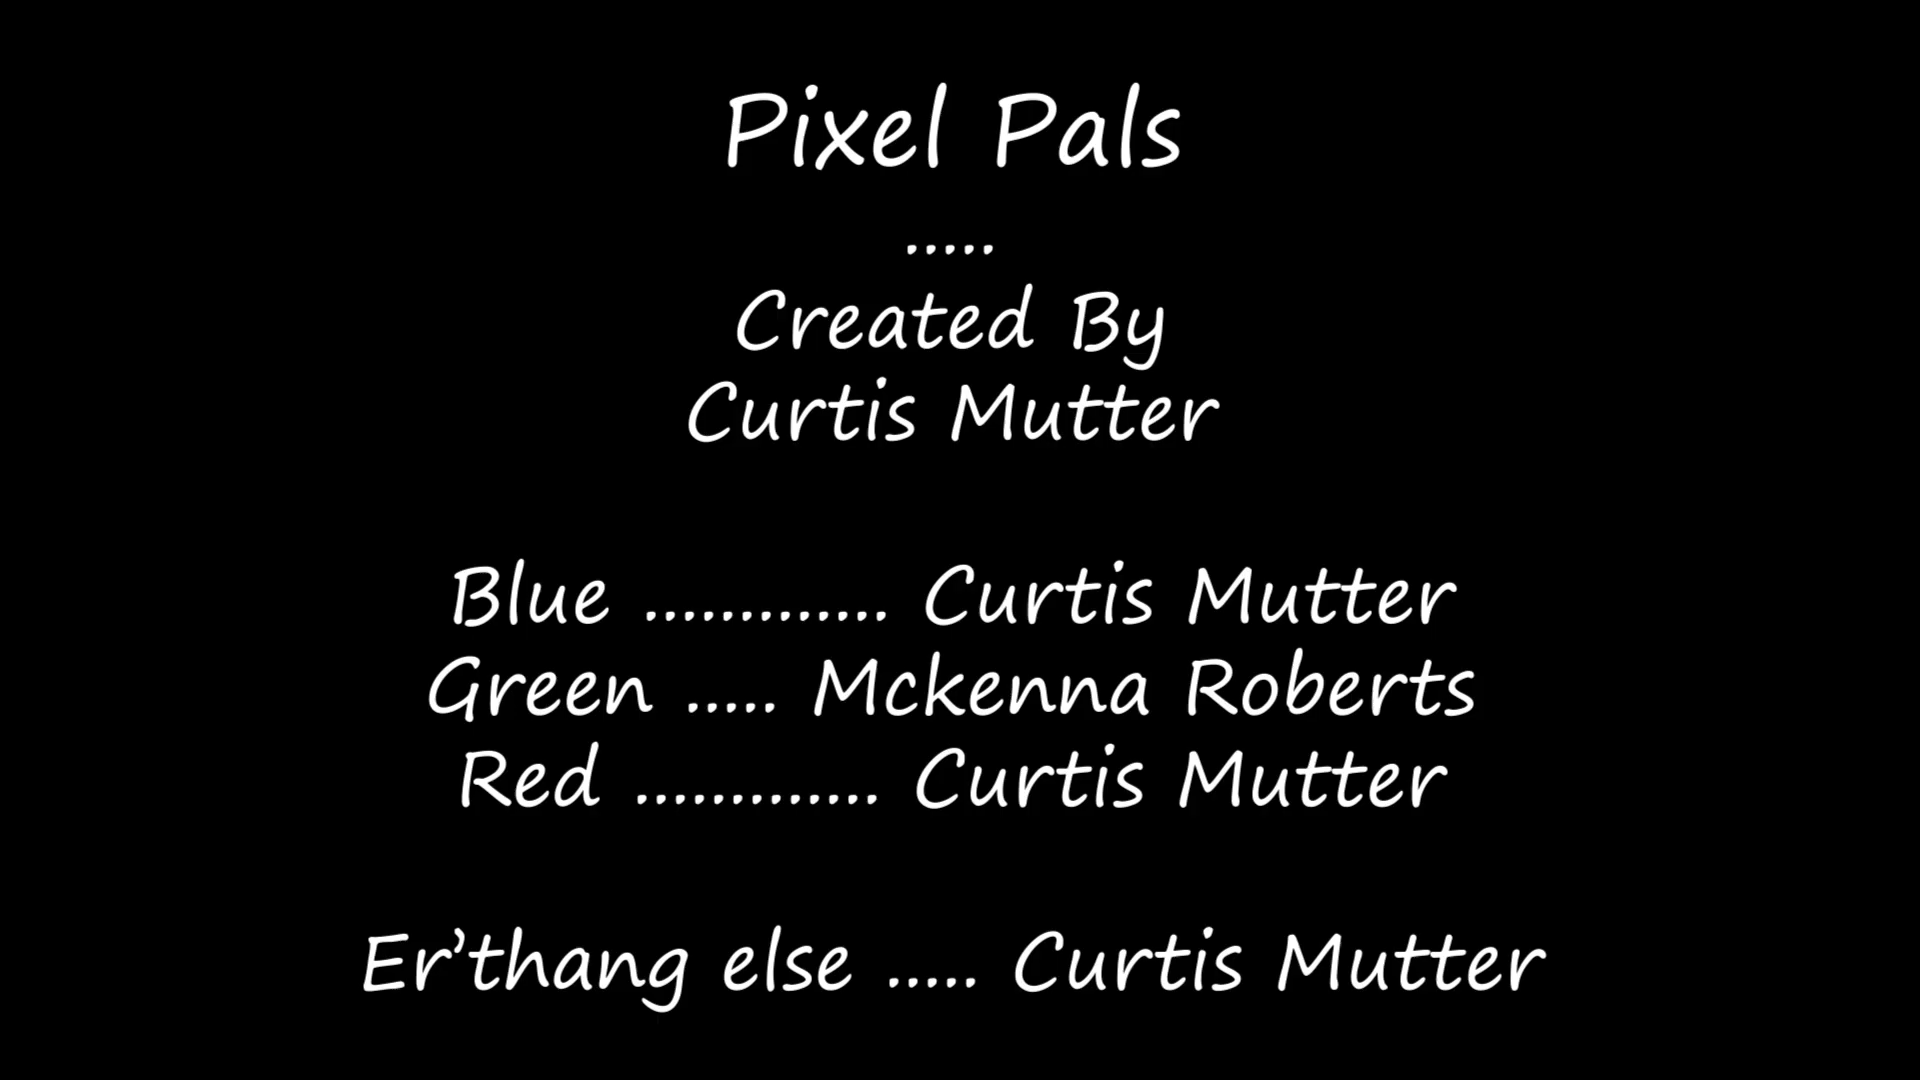 Pixel Pals
.....
Created By
Curtis Mutter
Blue ............. Curtis Mutter
Green ..... Mckenna Roberts
Red ............. Curtis Mutter
Er’thang else ..... Curtis Mutter